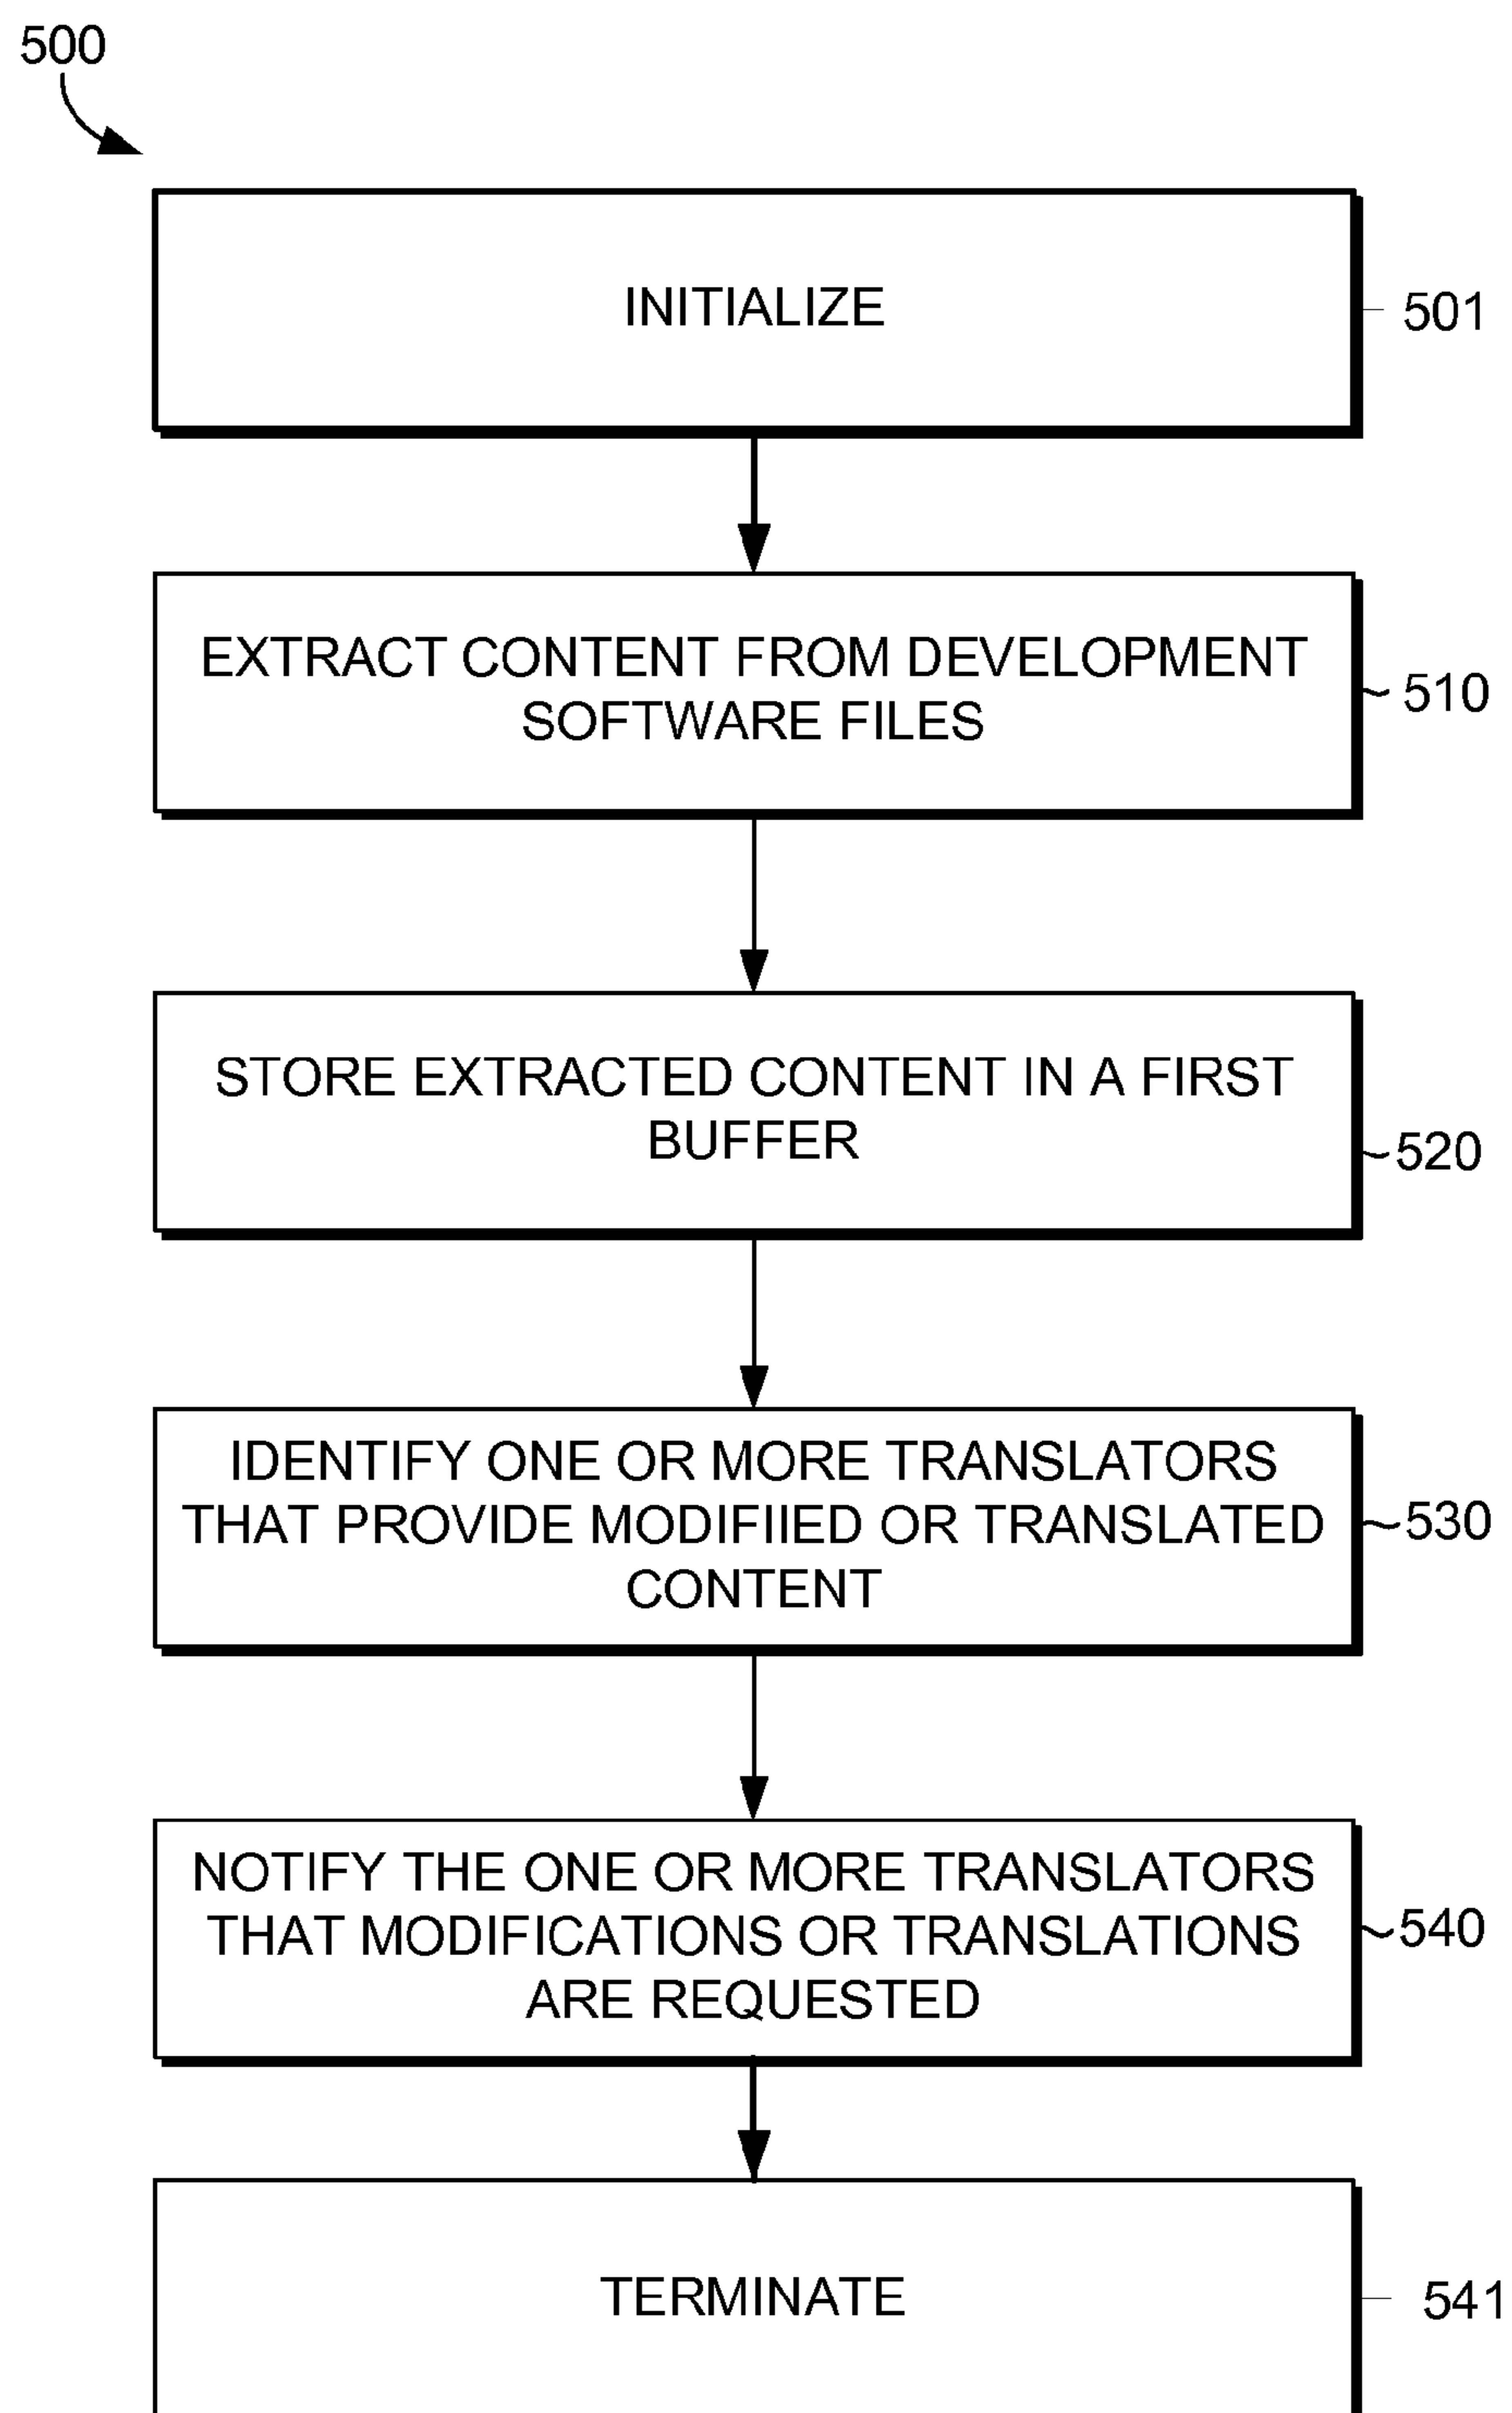 500
INITIALIZE
501
EXTRACT CONTENT FROM DEVELOPMENT
SOFTWARE FILES
510
STORE EXTRACTED CONTENT IN A FIRST
BUFFER
520
IDENTIFY ONE OR MORE TRANSLATORS
THAT PROVIDE MODIFIIED OR TRANSLATED
CONTENT
530
NOTIFY THE ONE OR MORE TRANSLATORS
THAT MODIFICATIONS OR TRANSLATIONS
ARE REQUESTED
540
TERMINATE
541